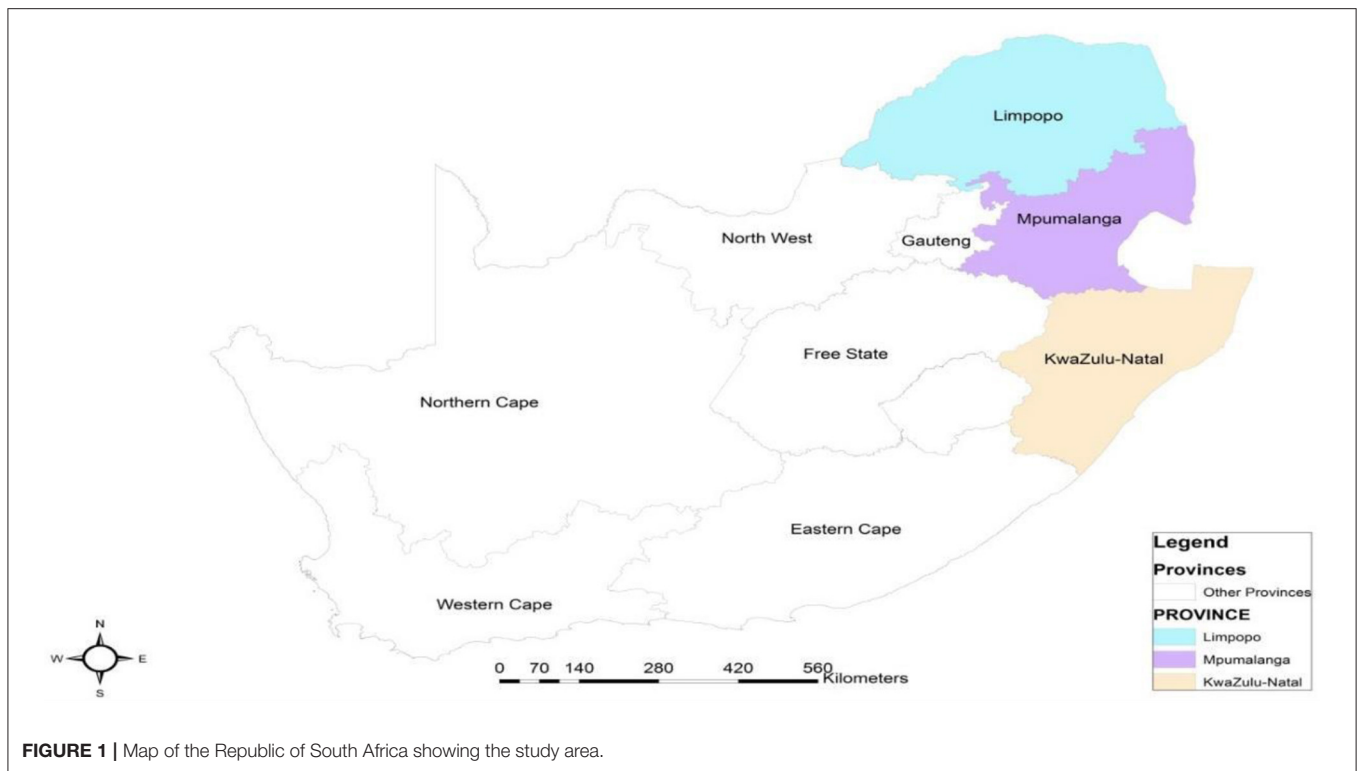 Limpopo
Mpumalanga
North West
Gauteng
Free State
KwaZulu-Natal
Northern Cape
Eastern Cape
Western Cape
N
W E
S
0 70 140 280 420 560
Kilometers
Legend
Provinces
Other Provinces
PROVINCE
Limpopo
Mpumalanga
KwaZulu-Natal
FIGURE 1 | Map of the Republic of South Africa showing the study area.